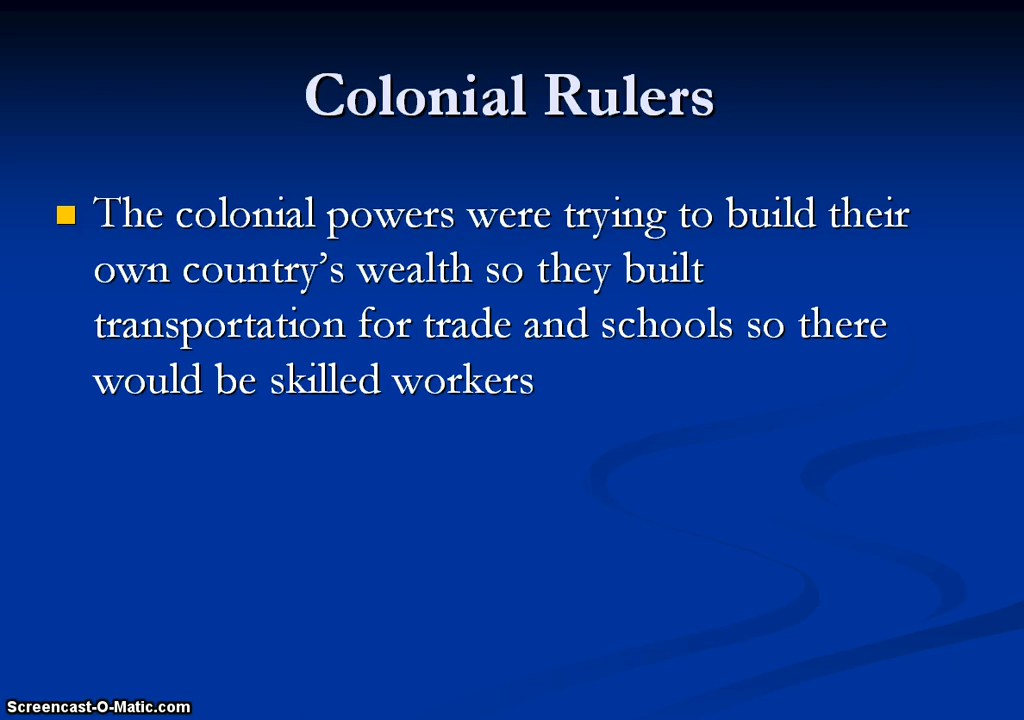 Colonial Rulers
The colonial powers were trying to build their
own country’s wealth so they built
transportation for trade and schools so there
would be skilled workers
Screencast-O-Matic.com